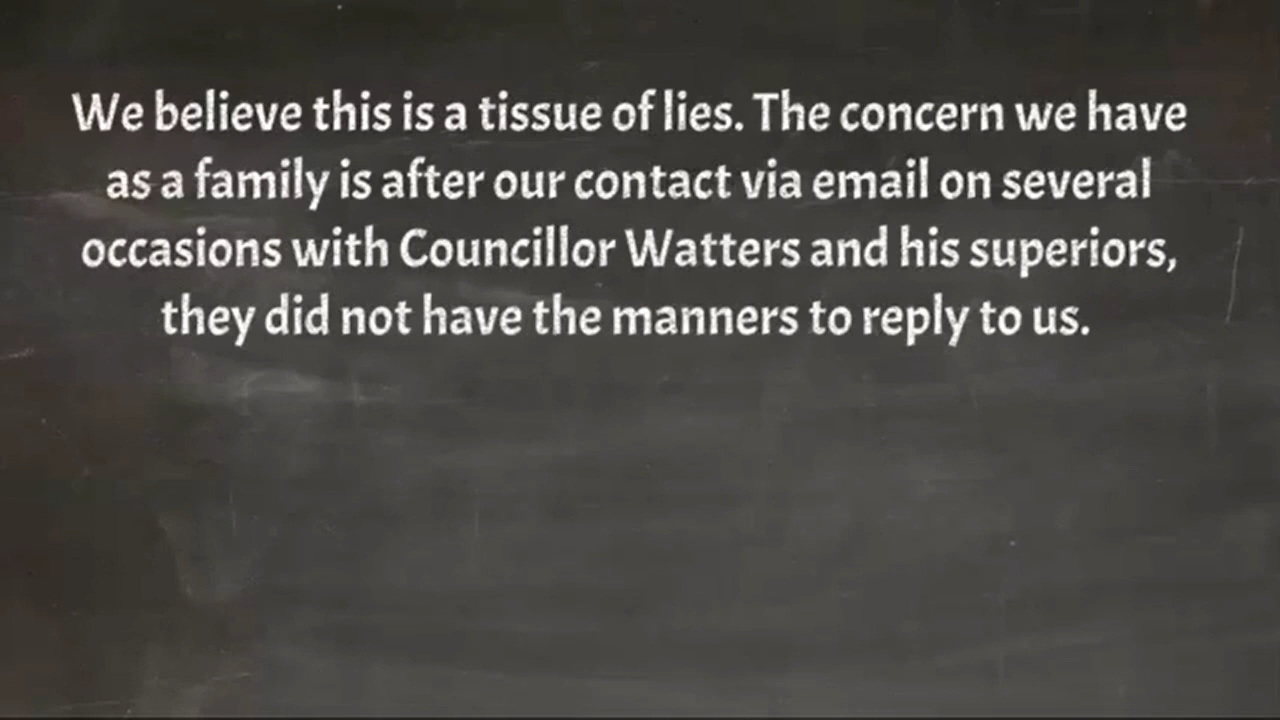 We believe this is a tissue of lies. The concern we have
as a family is after our contact via email on several
occasions with Councillor Watters and his superiors,
they did not have the manners to reply to us.